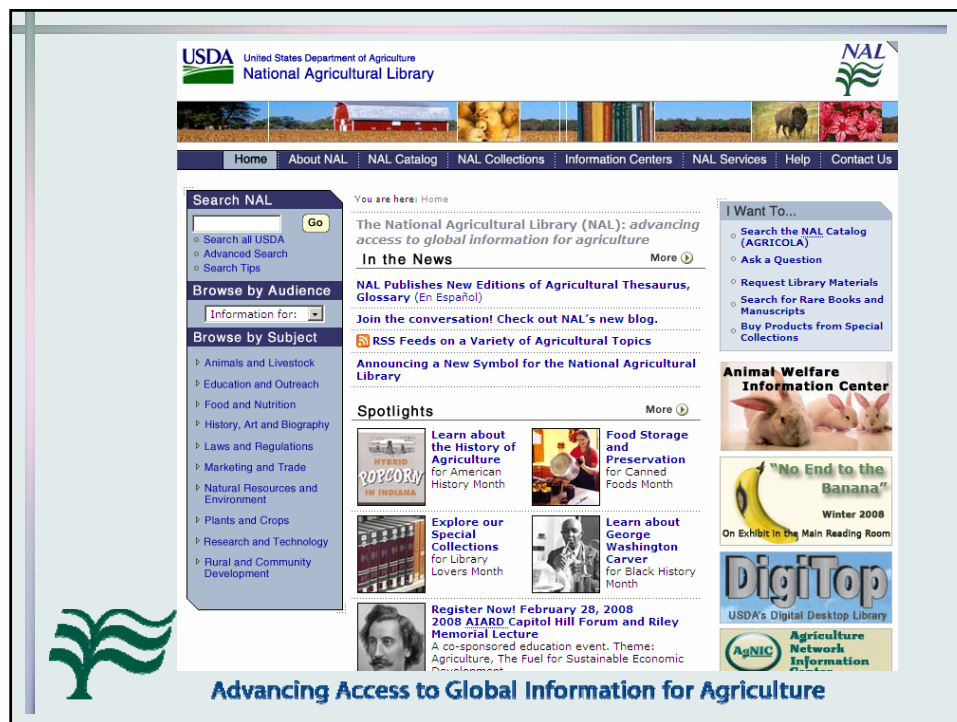 USDA
United States Department of Agriculture
National Agricultural Library
NAL
Home
About NAL
NAL Catalog
NAL Collections
Information Centers
NAL Services
Help
Contact Us
Search NAL
Go
Search all USDA
Advanced Search
Search Tips
Browse by Audience
Information for:
Browse by Subject
Animals and Livestock
Education and Outreach
Food and Nutrition
History, Art and Biography
Laws and Regulations
Marketing and Trade
Natural Resources and
Environment
Plants and Crops
Research and Technology
Rural and Community
Development
You are here: Home
The National Agricultural Library (NAL): advancing
access to global information for agriculture
In the News
More
NAL Publishes New Editions of Agricultural Thesaurus,
Glossary (En Español)
Join the conversation! Check out NAL's new blog.
RSS Feeds on a Variety of Agricultural Topics
Announcing a New Symbol for the National Agricultural
Library
Spotlights
More
HYBRID
POPCORN
IN INDIANA
Learn about
the History of
Agriculture
for American
History Month
Food Storage
and
Preservation
for Canned
Foods Month
Explore our
Special
Collections
for Library
Lovers Month
Learn about
George
Washington
Carver
for Black History
Month
Register Now! February 28, 2008
2008 AIARD Capitol Hill Forum and Riley
Memorial Lecture
A co-sponsored education event. Theme:
Agriculture, The Fuel for Sustainable Economic
Development
I Want To...
Search the NAL Catalog
(AGRICOLA)
Ask a Question
Request Library Materials
Search for Rare Books and
Manuscripts
Buy Products from Special
Collections
Animal Welfare
Information Center
"No End to the
Banana"
Winter 2008
On Exhibit in the Main Reading Room
DigiTop
USDA's Digital Desktop Library
AgNIC
Agriculture
Network
Information
Center
Advancing Access to Global Information for Agriculture